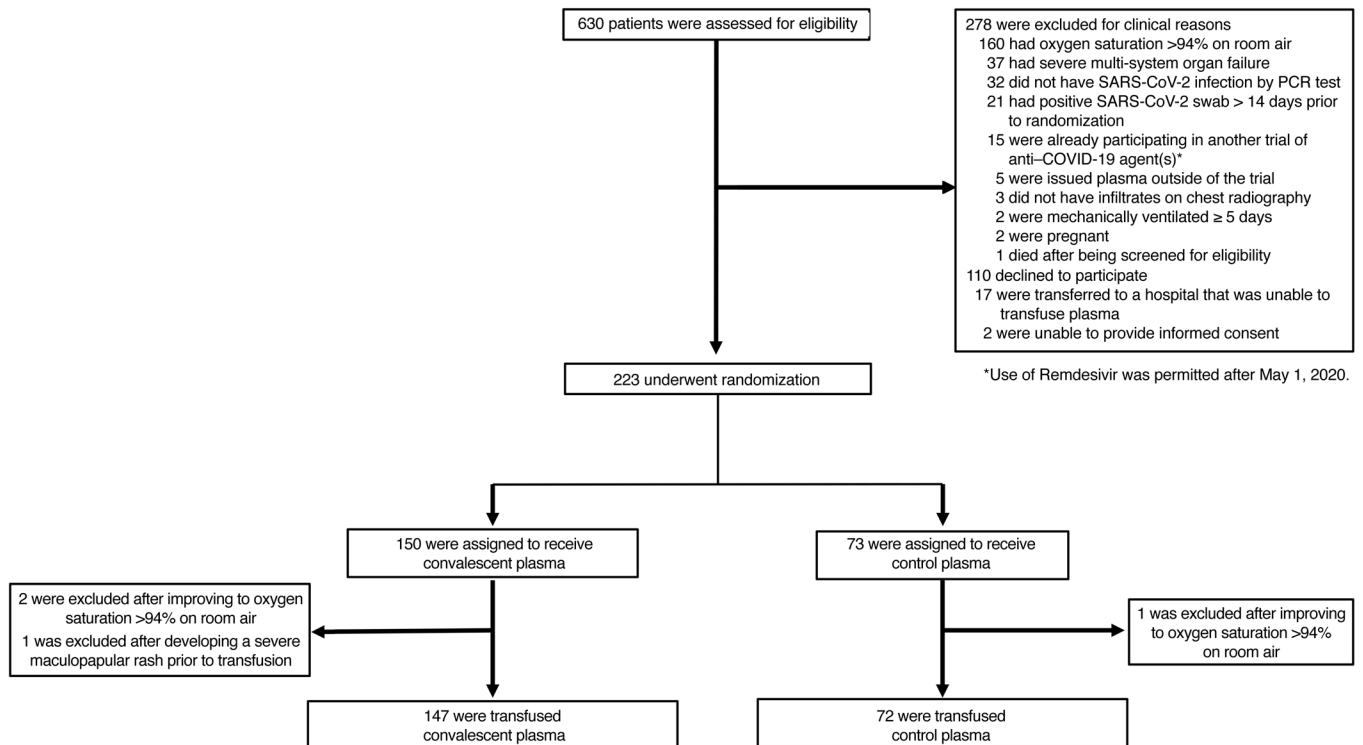 630 patients were assessed for eligibility
278 were excluded for clinical reasons
160 had oxygen saturation >94% on room air
37 had severe multi-system organ failure
32 did not have SARS-CoV-2 infection by PCR test
21 had positive SARS-CoV-2 swab > 14 days prior
to randomization
15 were already participating in another trial of
anti–COVID-19 agent(s)*
5 were issued plasma outside of the trial
3 did not have infiltrates on chest radiography
2 were mechanically ventilated ≥ 5 days
2 were pregnant
1 died after being screened for eligibility
110 declined to participate
17 were transferred to a hospital that was unable to
transfuse plasma
2 were unable to provide informed consent
*Use of Remdesivir was permitted after May 1, 2020.
223 underwent randomization
150 were assigned to receive
convalescent plasma
73 were assigned to receive
control plasma
2 were excluded after improving to oxygen
saturation >94% on room air
1 was excluded after developing a severe
maculopapular rash prior to transfusion
1 was excluded after improving
to oxygen saturation >94%
on room air
147 were transfused
convalescent plasma
72 were transfused
control plasma